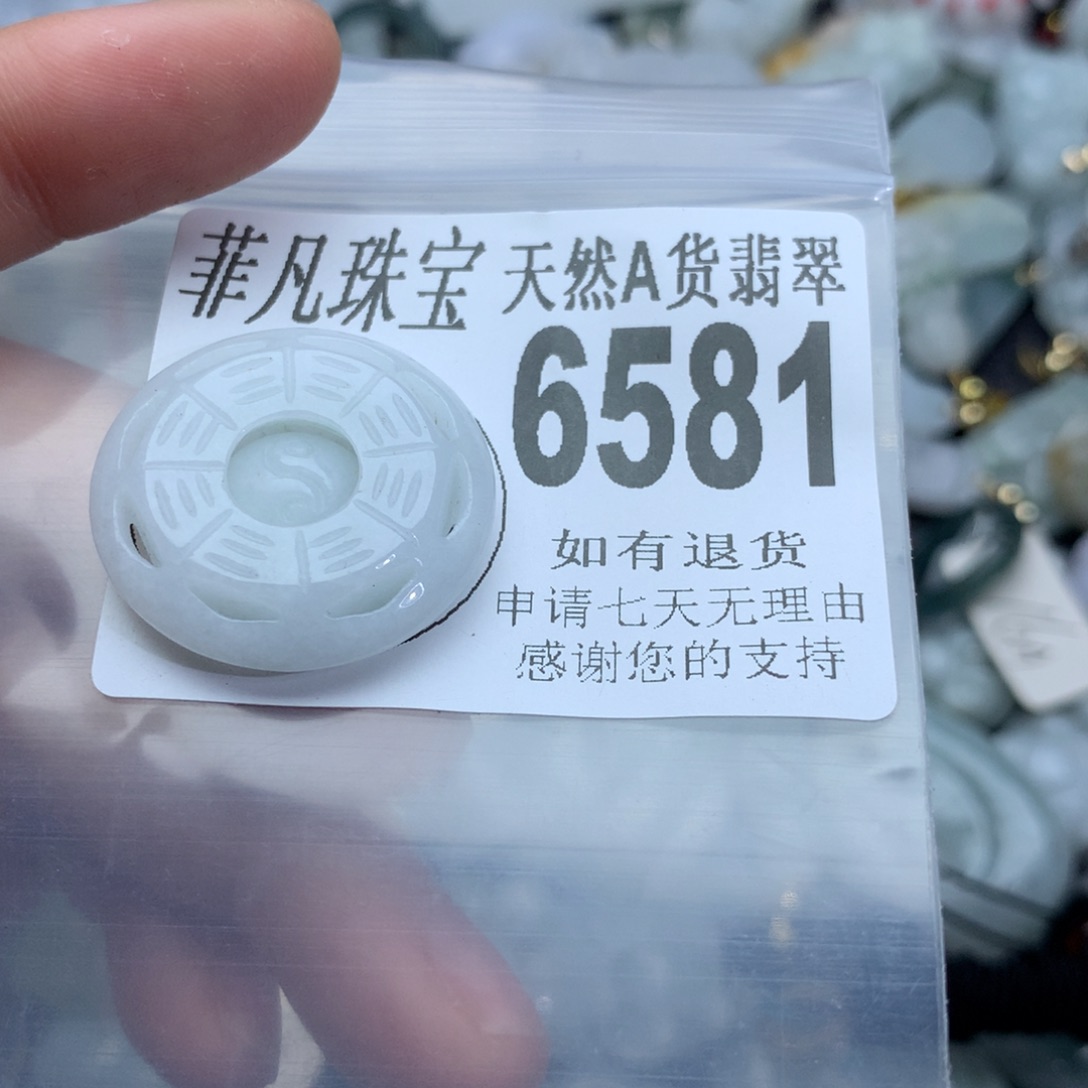 菲凡珠宝 天然A货翡翠
6581
如有退货
申请七天无理由
感谢您的支持